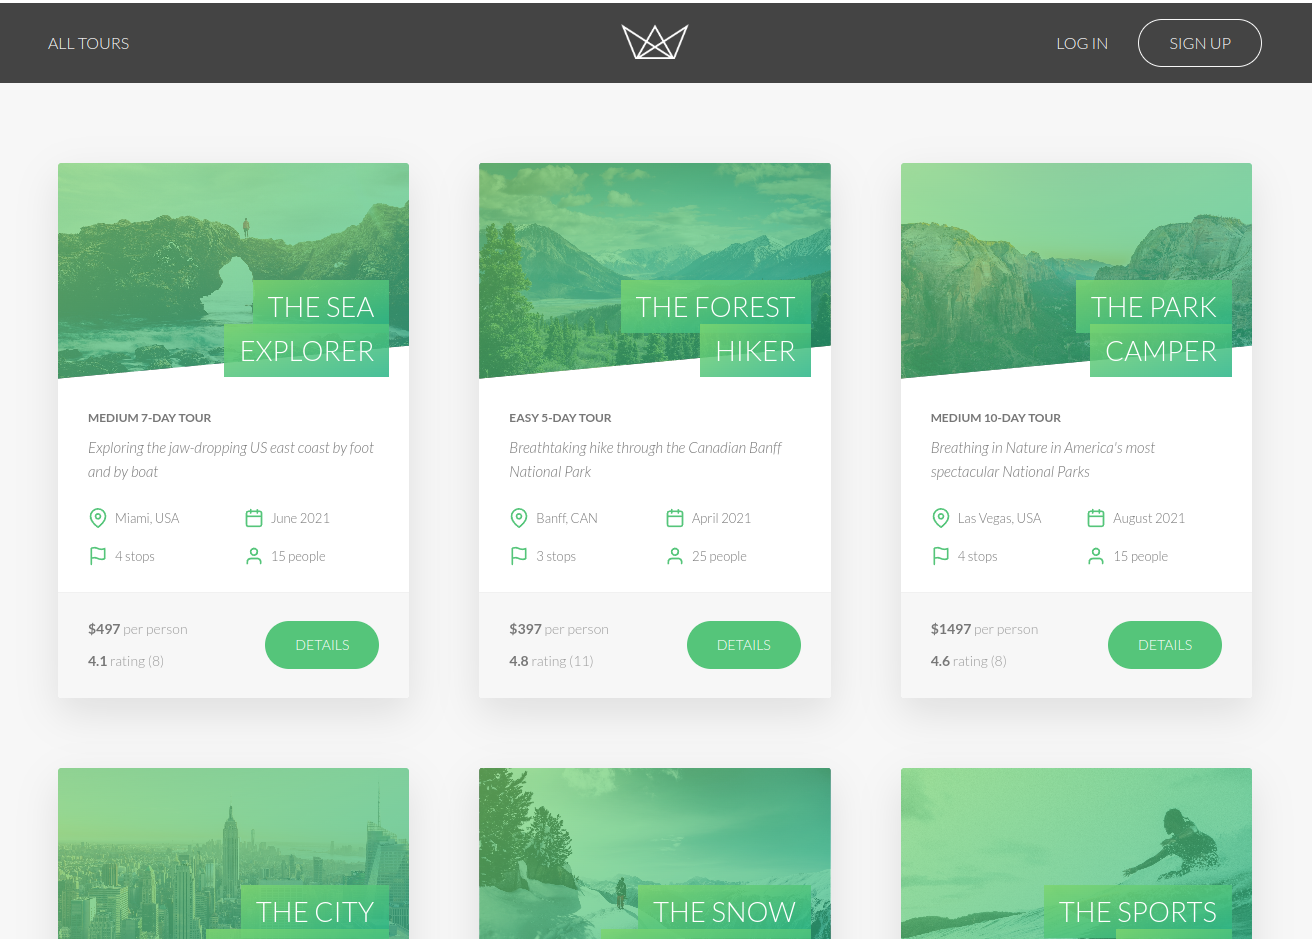 ALL TOURS
LOG IN
SIGN UP
THE SEA
EXPLORER
MEDIUM 7-DAY TOUR
Exploring the jaw-dropping US east coast by foot
and by boat
Miami, USA
June 2021
4 stops
15 people
$497 per person
4.1 rating (8)
DETAILS
THE FOREST
HIKER
EASY 5-DAY TOUR
Breathtaking hike through the Canadian Banff
National Park
Banff, CAN
April 2021
3 stops
25 people
$397 per person
4.8 rating (11)
DETAILS
THE PARK
CAMPER
MEDIUM 10-DAY TOUR
Breathing in Nature in America's most
spectacular National Parks
Las Vegas, USA
August 2021
4 stops
15 people
$1497 per person
4.6 rating (8)
DETAILS
THE CITY
THE SNOW
THE SPORTS